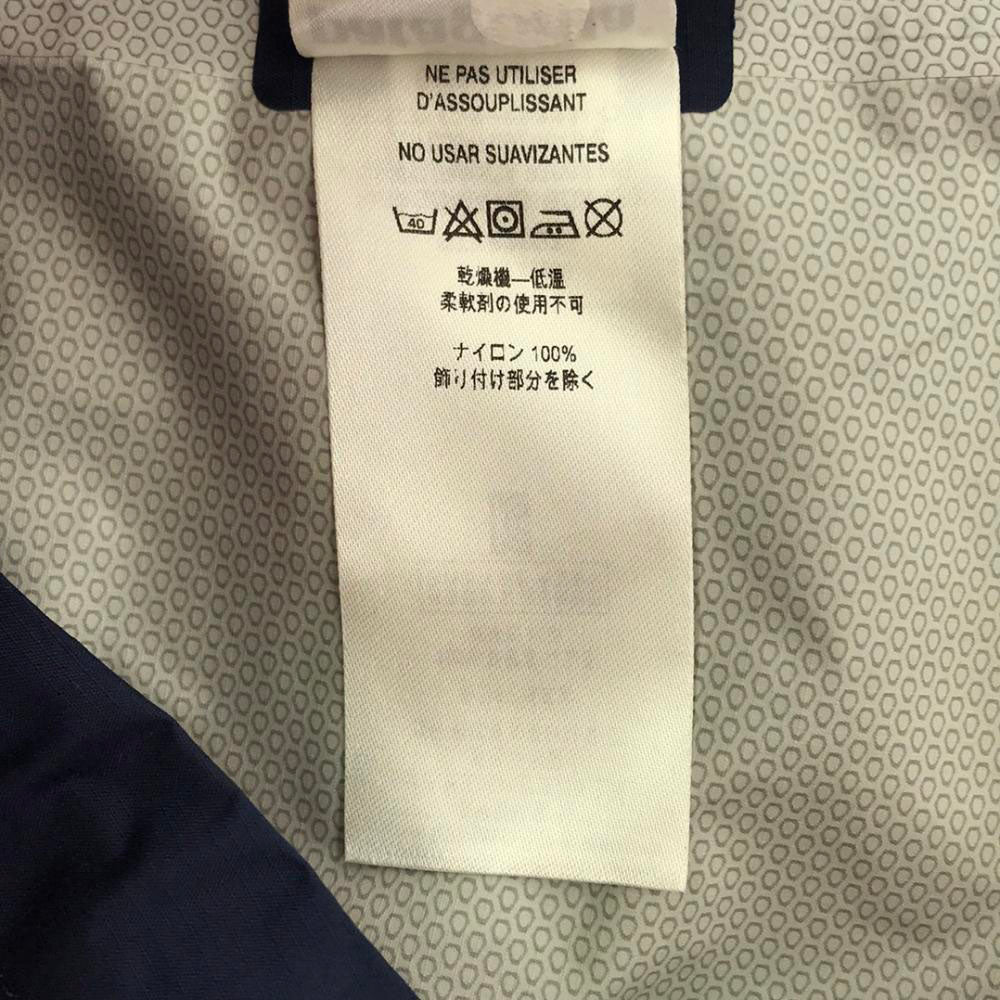 NE PAS UTILISER
D'ASSOUPLISSANT
NO USAR SUAVIZANTES
40
乾燥機—低温
柔軟剤の使用不可
ナイロン 100%
飾り付け部分を除く